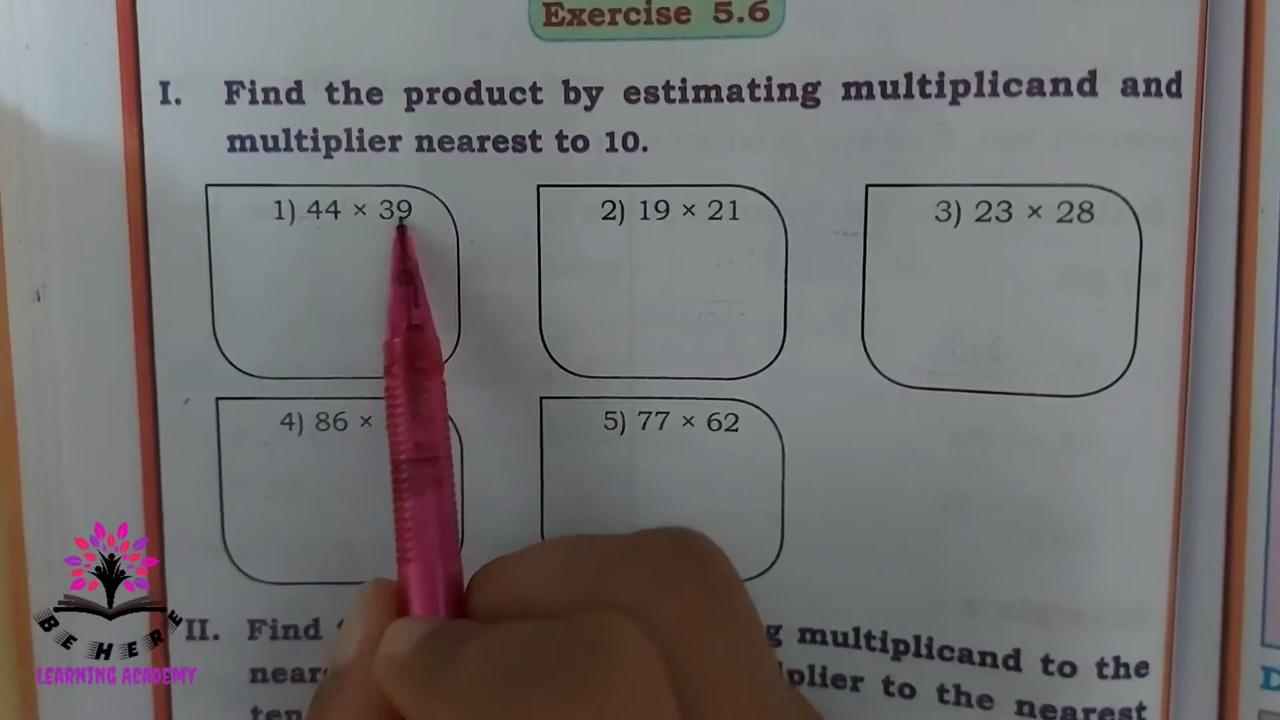 Exercise 5.6
I. Find the product by estimating multiplicand and
multiplier nearest to 10.
1) 44 × 39
2) 19 × 21
3) 23 × 28
4) 86 ×
5) 77 × 62
II. Find
multiplicand to the
to the nearest
BE HERE
LEARNING ACADEMY